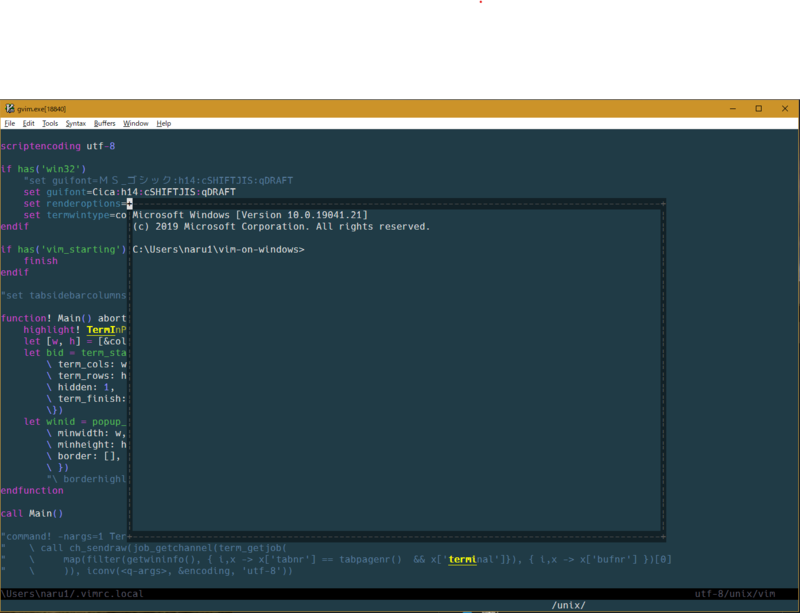 gvim.exe[18840]
File Edit Tools Syntax Buffers Window Help
scriptencoding utf-8
if has('win32')
"set guifont=ＭＳ_ゴシック:h14:cSHIFTJIS:qDRAFT
set guifont=Cica:h14:cSHIFTJIS:qDRAFT
set renderoptions=
set termwintype=co
endif
if has('vim_starting')
finish
endif
"set tabsidebarcolumns
function! Main() abort
highlight! TermInP
let [w, h] = [&col
let bid = term_sta
\ term_cols: w
\ term_rows: h
\ hidden: 1,
\ term_finish:
\})
let winid = popup_
\ minwidth: w,
\ minheight: h
\ border: [],
\ })
"\ borderhighl
endfunction
call Main()
"command! -nargs=1 Ter
" \ call ch_sendraw(job_getchannel(term_getjob(
" \ map(filter(getwininfo(), { i,x -> x['tabnr'] == tabpagenr() && x['terminal']}), { i,x -> x['bufnr'] })[0]
" \ )), iconv(<q-args>, &encoding, 'utf-8'))
Microsoft Windows [Version 10.0.19041.21]
(c) 2019 Microsoft Corporation. All rights reserved.
C:\Users\naru1\vim-on-windows>
\Users\naru1/.vimrc.local utf-8/unix/vim
/unix/